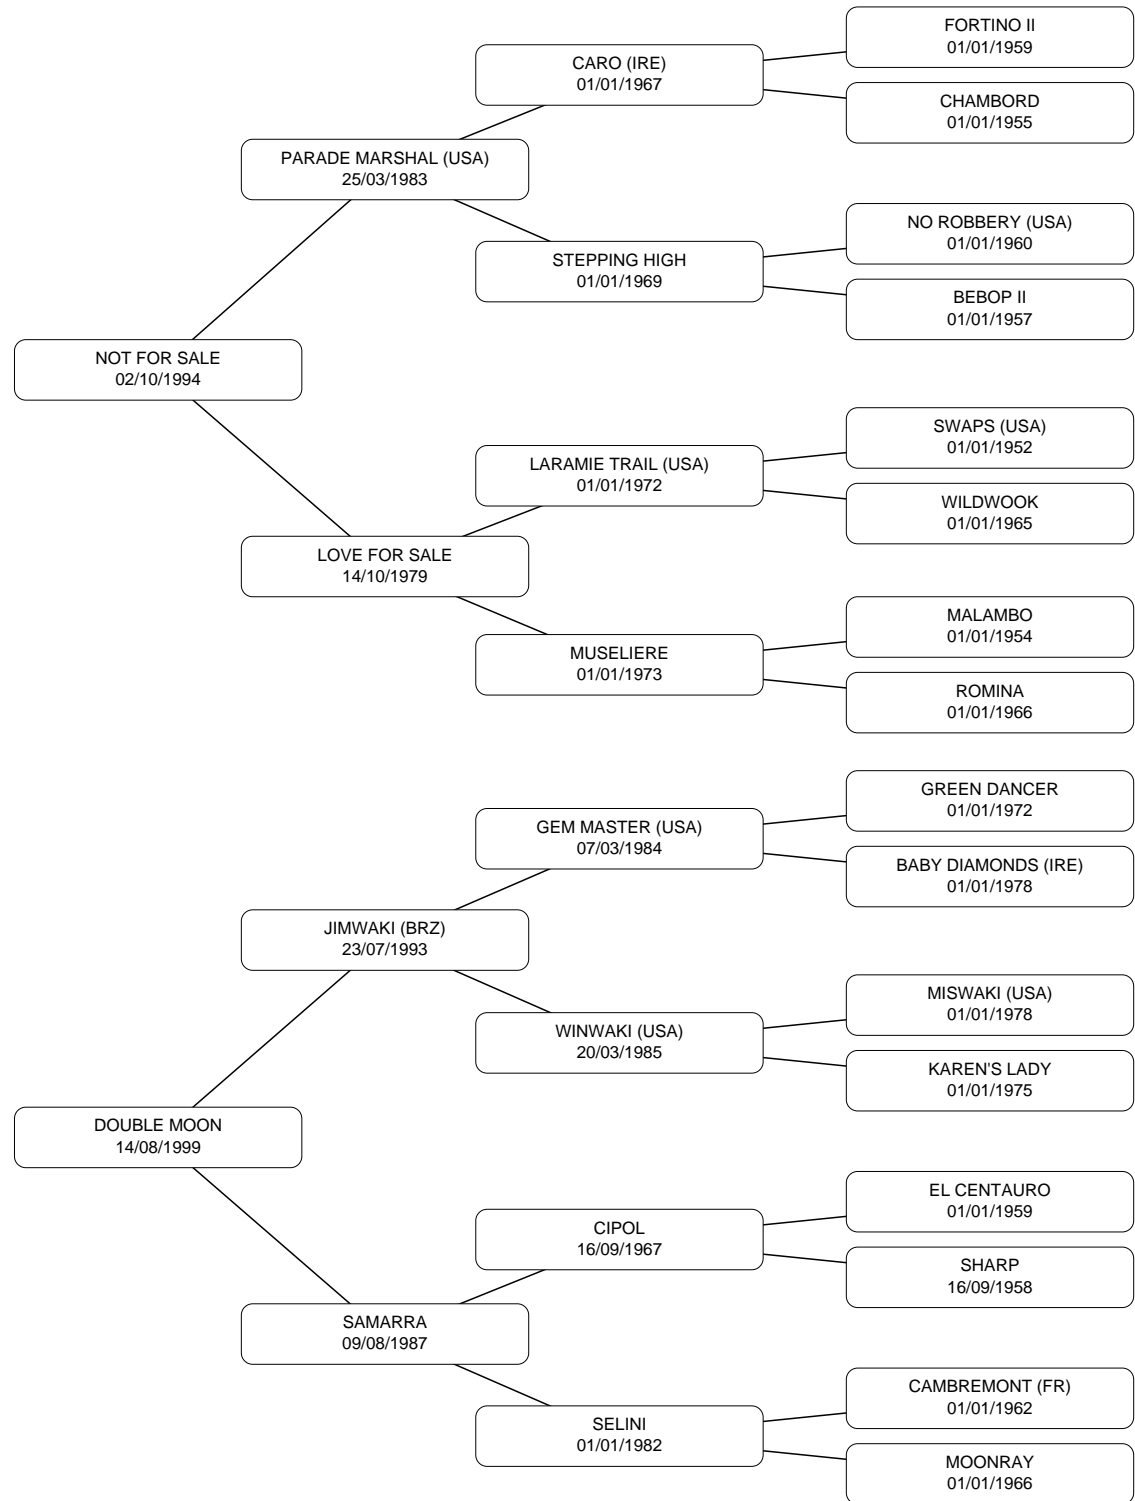 FORTINO II
01/01/1959
CARO (IRE)
01/01/1967
CHAMBORD
01/01/1955
PARADE MARSHAL (USA)
25/03/1983
NO ROBBERY (USA)
01/01/1960
STEPPING HIGH
01/01/1969
BEBOP II
01/01/1957
NOT FOR SALE
02/10/1994
SWAPS (USA)
01/01/1952
LARAMIE TRAIL (USA)
01/01/1972
WILDWOOK
01/01/1965
LOVE FOR SALE
14/10/1979
MALAMBO
01/01/1954
MUSELIERE
01/01/1973
ROMINA
01/01/1966
GREEN DANCER
01/01/1972
GEM MASTER (USA)
07/03/1984
BABY DIAMONDS (IRE)
01/01/1978
JIMWAKI (BRZ)
23/07/1993
MISWAKI (USA)
01/01/1978
WINWAKI (USA)
20/03/1985
KAREN'S LADY
01/01/1975
DOUBLE MOON
14/08/1999
EL CENTAURO
01/01/1959
CIPOL
16/09/1967
SHARP
16/09/1958
SAMARRA
09/08/1987
CAMBREMONT (FR)
01/01/1962
SELINI
01/01/1982
MOONRAY
01/01/1966